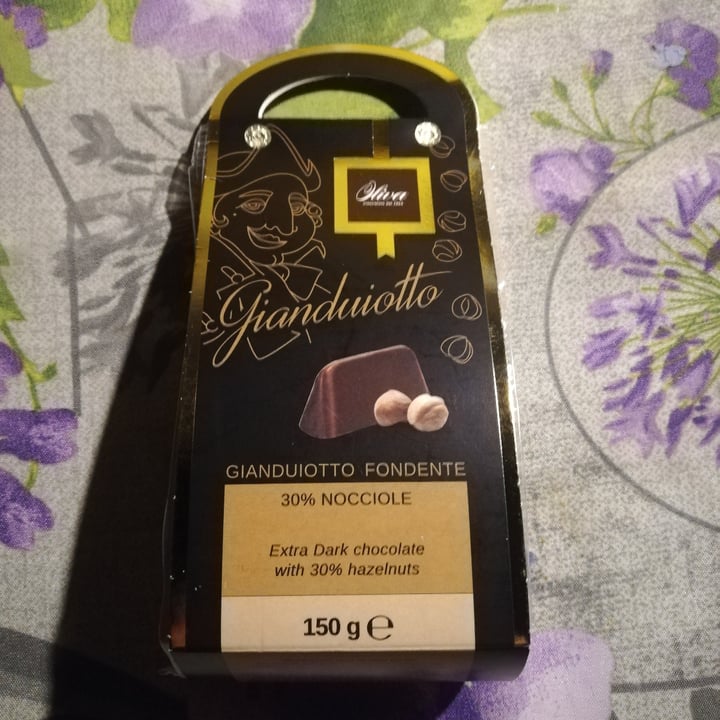 Oliva
Gianduiotto
GIANDUIOTTO FONDENTE
30% NOCCIOLE
Extra Dark chocolate
with 30% hazelnuts
150 g ℮